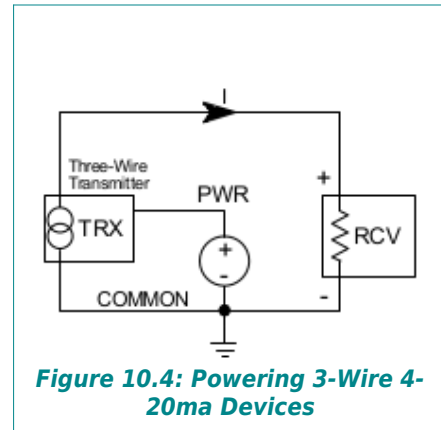 I
Three-Wire
Transmitter
PWR
+
TRX
+
-
RCV
COMMON
-
Figure 10.4: Powering 3-Wire 4-
20ma Devices